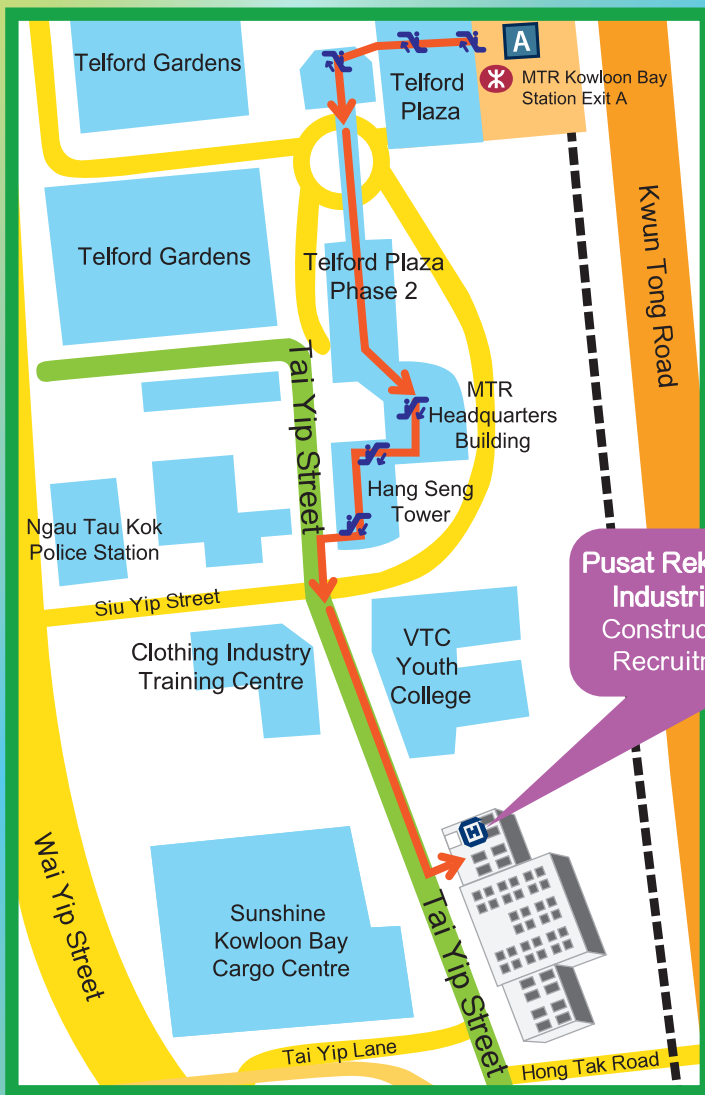 Telford Gardens
Telford
Plaza
A
MTR Kowloon Bay
Station Exit A
Kwun Tong Road
Telford Gardens
Telford Plaza
Phase 2
Tai Yip Street
MTR
Headquarters
Building
Hang Seng
Tower
Ngau Tau Kok
Police Station
Siu Yip Street
Pusat Rek
Industri
Construc
Recruitr
Clothing Industry
Training Centre
VTC
Youth
College
H
Wai Yip Street
Sunshine
Kowloon Bay
Cargo Centre
Tai Yip Street
Tai Yip Lane
Hong Tak Road